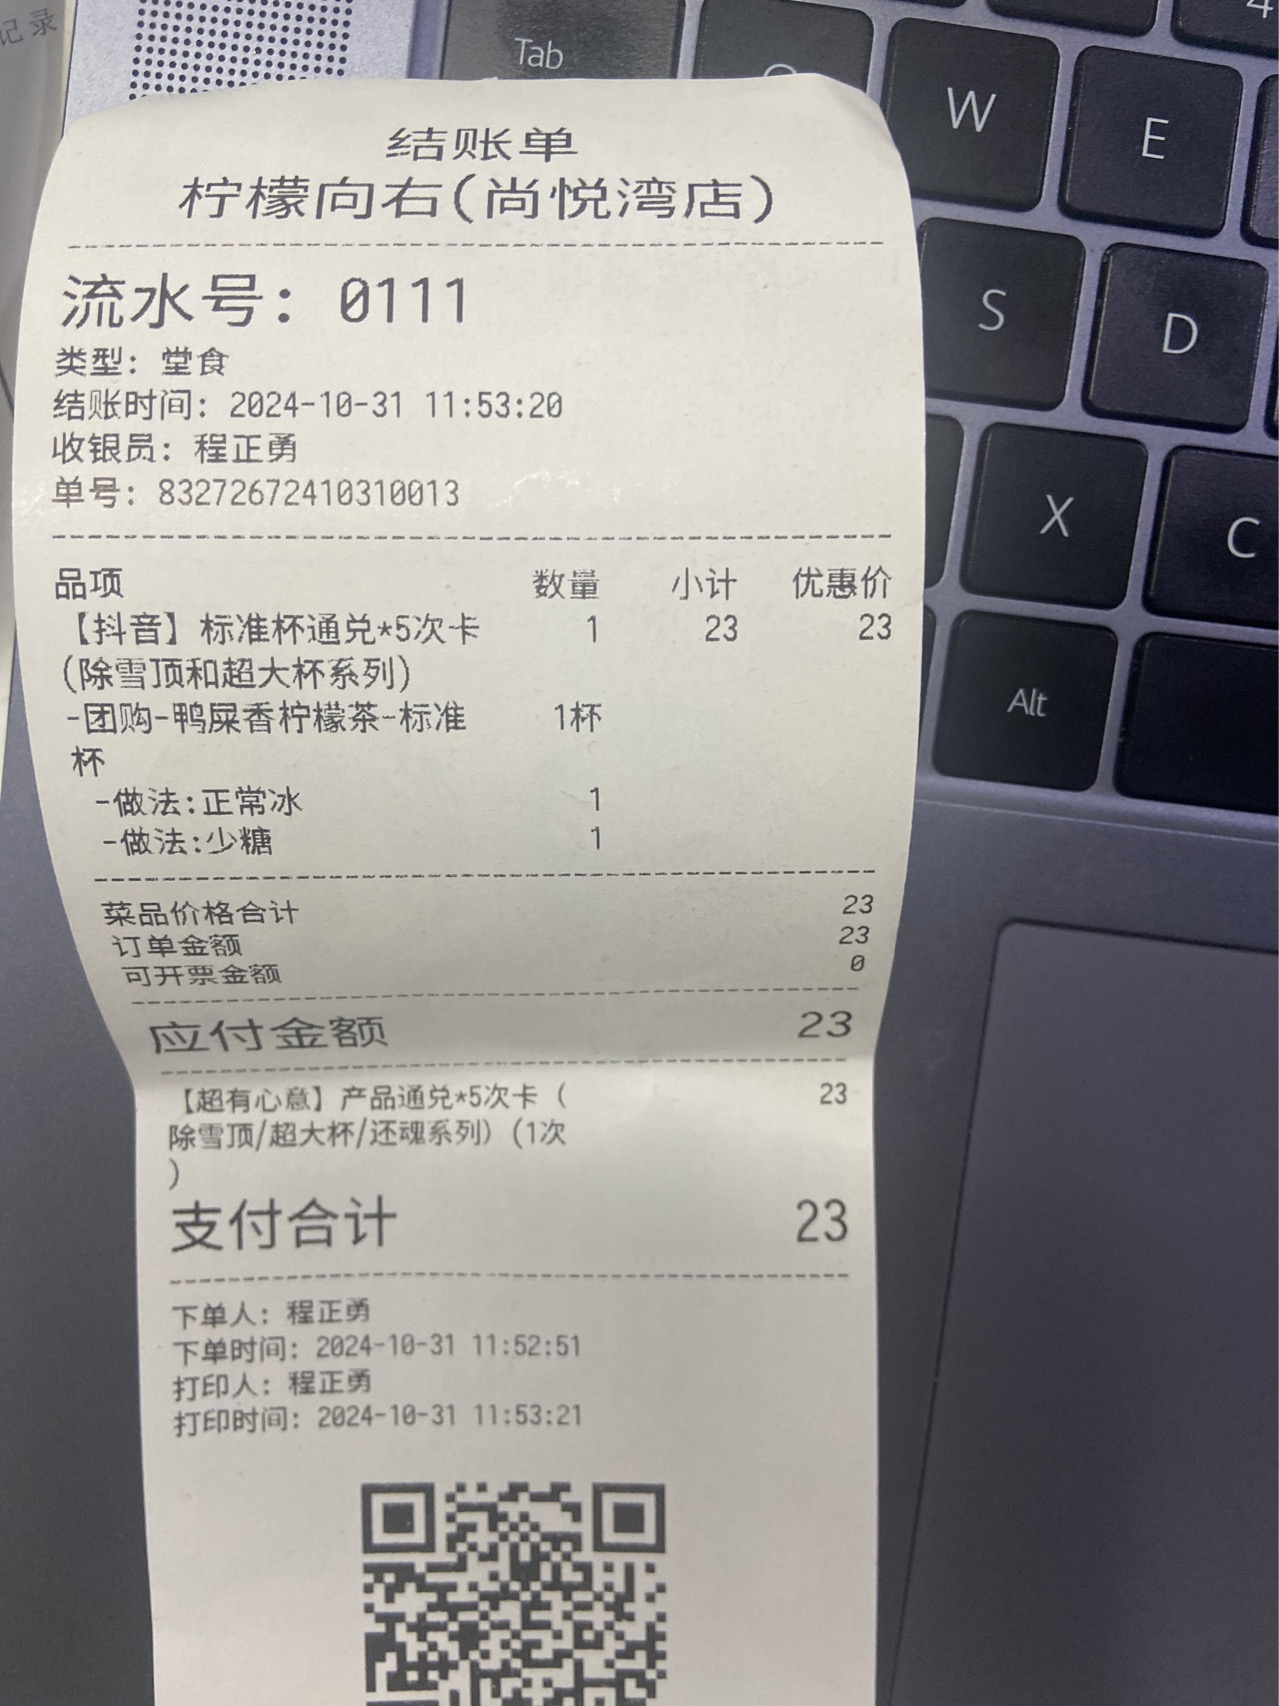 记录
Tab
W
E
4
S
D
X
C
Alt
结账单
柠檬向右(尚悦湾店)
流水号: 0111
类型: 堂食
结账时间: 2024-10-31 11:53:20
收银员: 程正勇
单号: 83272672410310013
品项 数量 小计 优惠价
【抖音】标准杯通兑*5次卡 1 23 23
(除雪顶和超大杯系列)
-团购-鸭屎香柠檬茶-标准 1杯
杯
-做法:正常冰 1
-做法:少糖 1
菜品价格合计 23
订单金额 23
可开票金额 0
应付金额 23
【超有心意】产品通兑*5次卡( 23
除雪顶/超大杯/还魂系列)(1次
)
支付合计 23
下单人: 程正勇
下单时间: 2024-10-31 11:52:51
打印人: 程正勇
打印时间: 2024-10-31 11:53:21